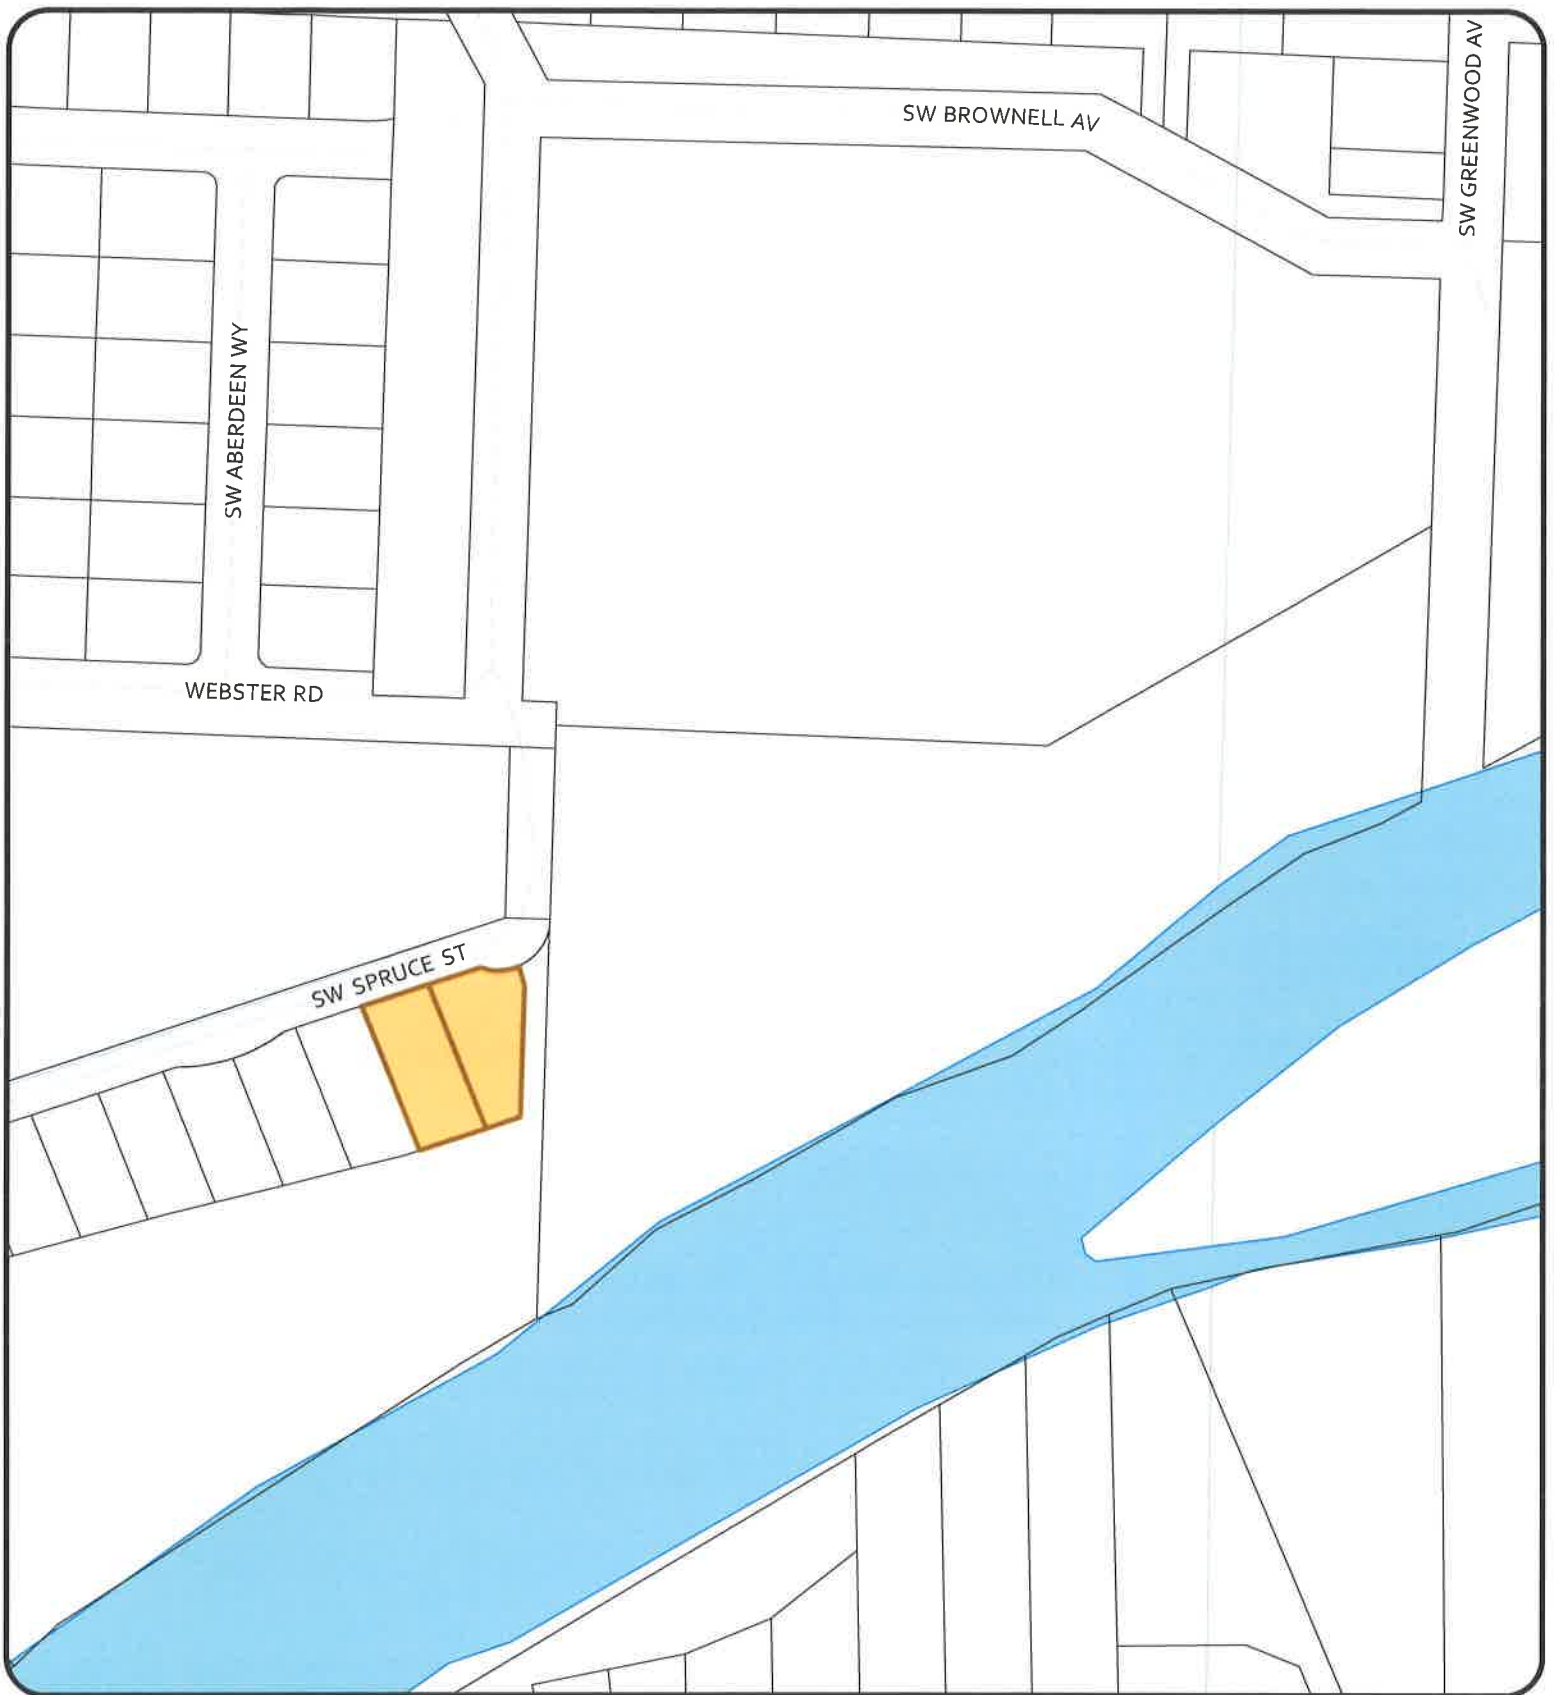 SW BROWNELL AV
SW GREENWOOD AV
SW ABERDEEN WY
WEBSTER RD
SW SPRUCE ST